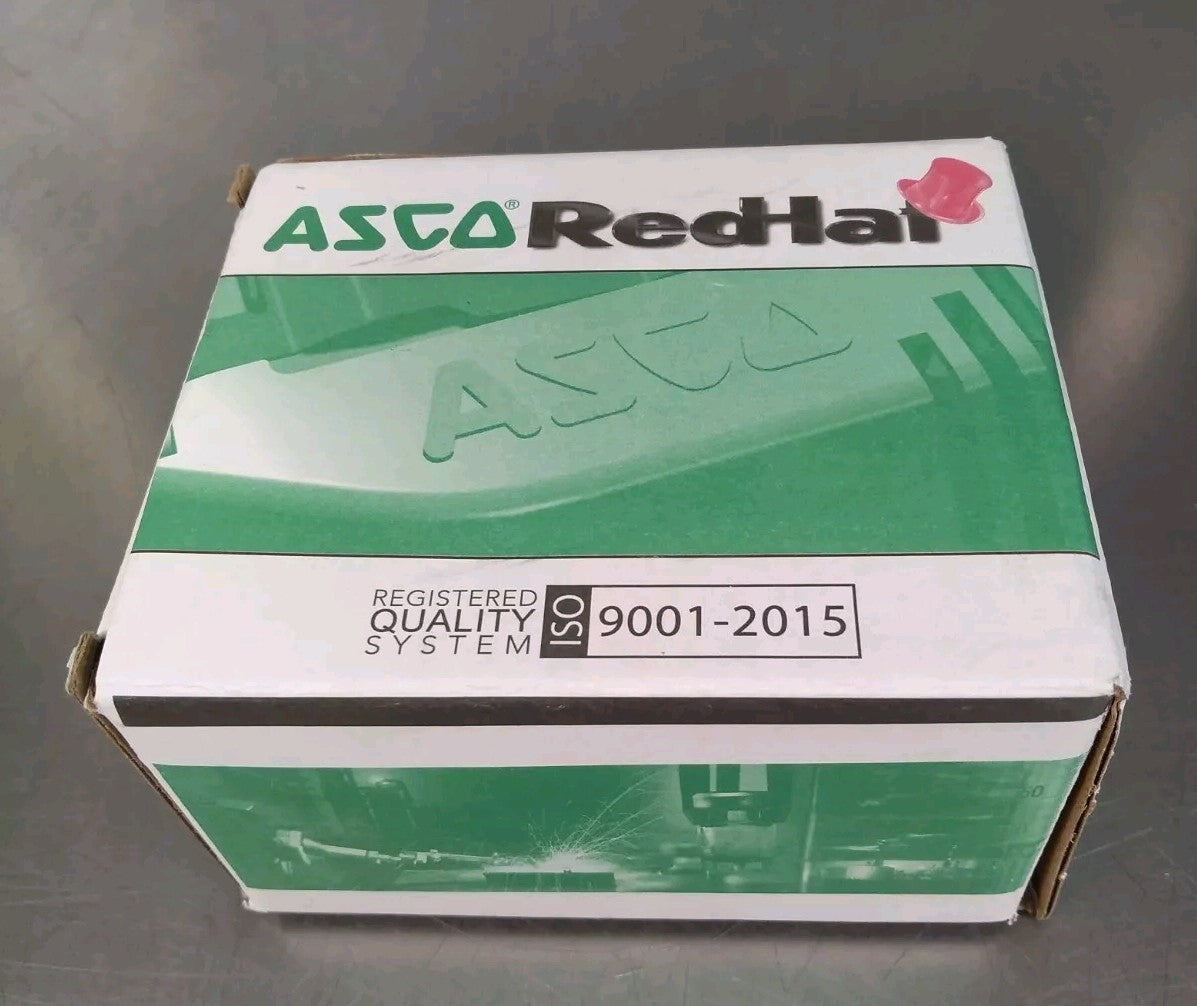 ASCO® RedHat
ASCO
REGISTERED
QUALITY
SYSTEM
ISO 9001-2015